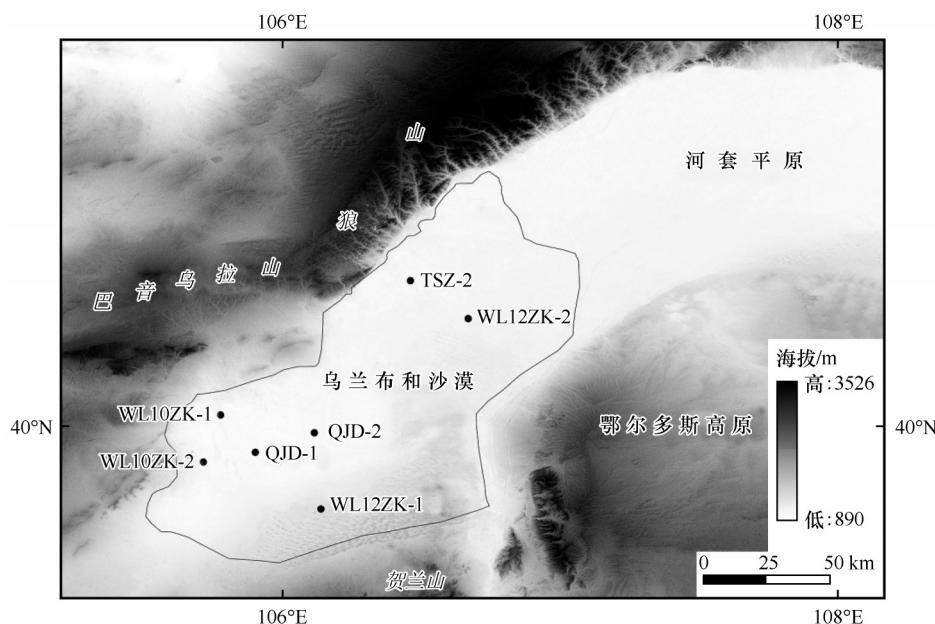 106°E
108°E
山
河套平原
狼
巴音乌拉山
TSZ-2
WL12ZK-2
海拔/m
高:3526
乌兰布和沙漠
WL10ZK-1
40°N
QJD-2
鄂尔多斯高原
40°N
QJD-1
WL10ZK-2
WL12ZK-1
低:890
0 25 50 km
贺兰山
106°E
108°E